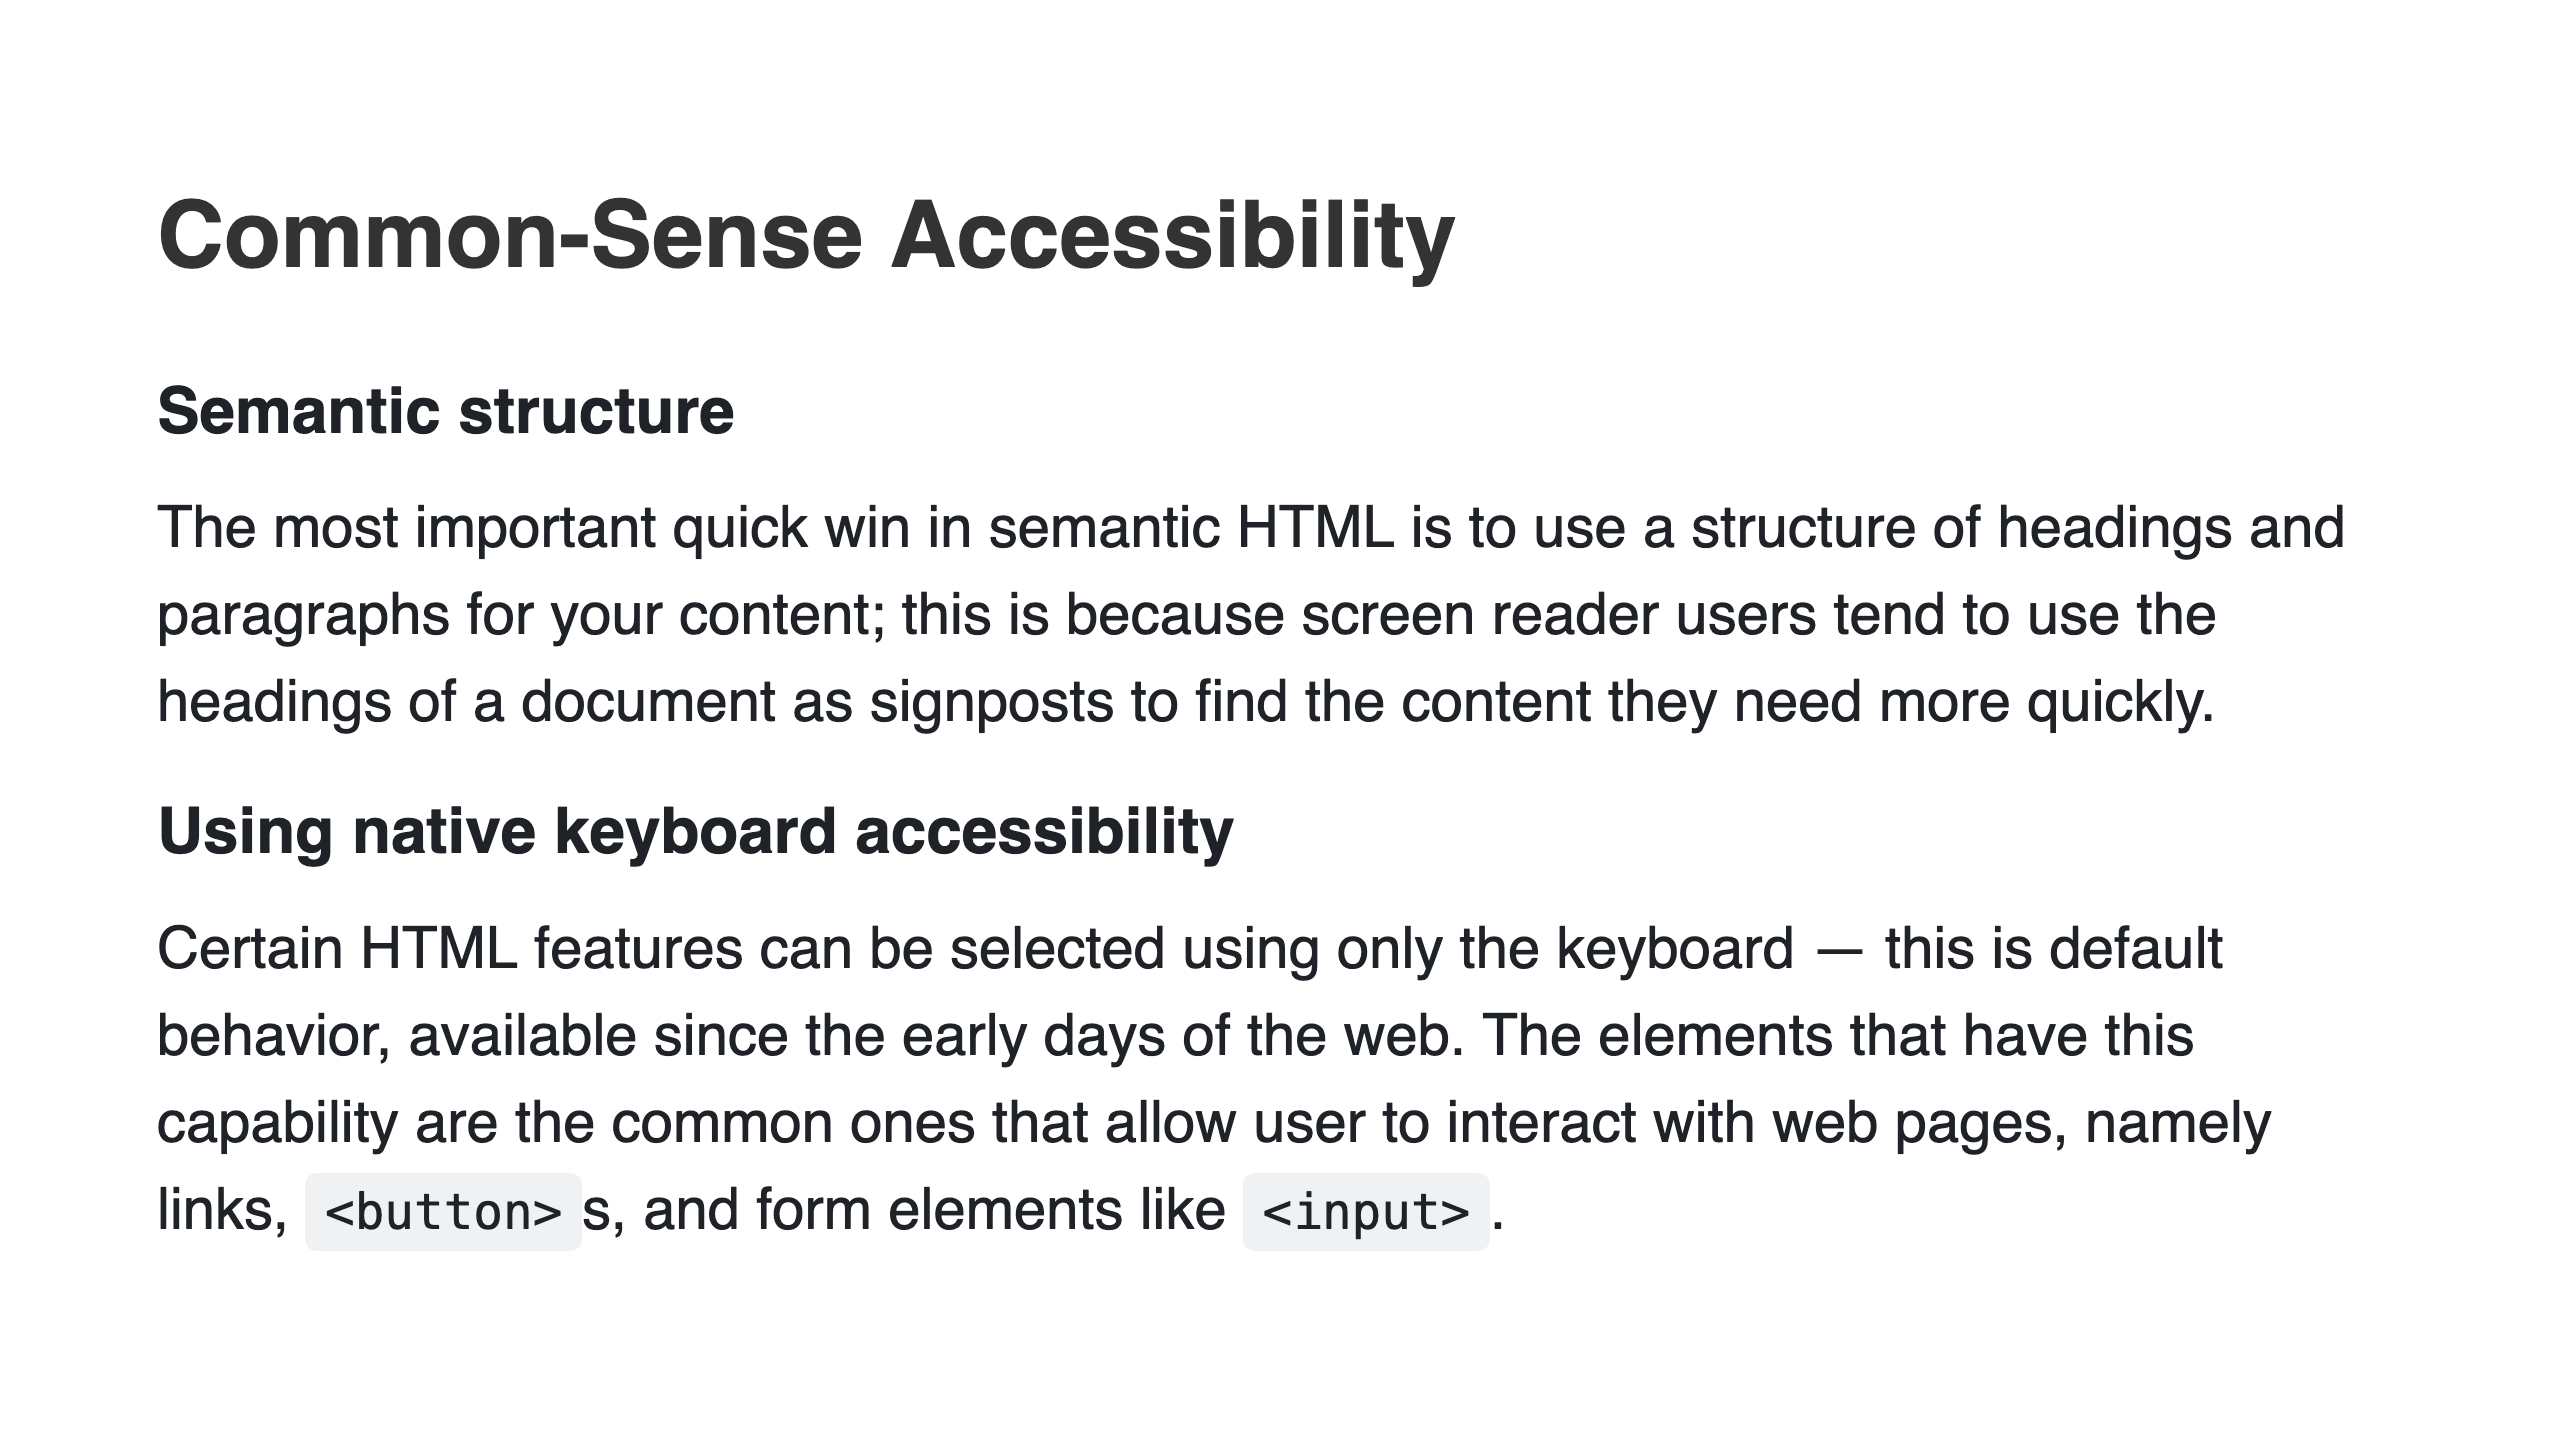 Common-Sense Accessibility
Semantic structure
The most important quick win in semantic HTML is to use a structure of headings and
paragraphs for your content; this is because screen reader users tend to use the
headings of a document as signposts to find the content they need more quickly.
Using native keyboard accessibility
Certain HTML features can be selected using only the keyboard — this is default
behavior, available since the early days of the web. The elements that have this
capability are the common ones that allow user to interact with web pages, namely
links, <button>s, and form elements like <input>.